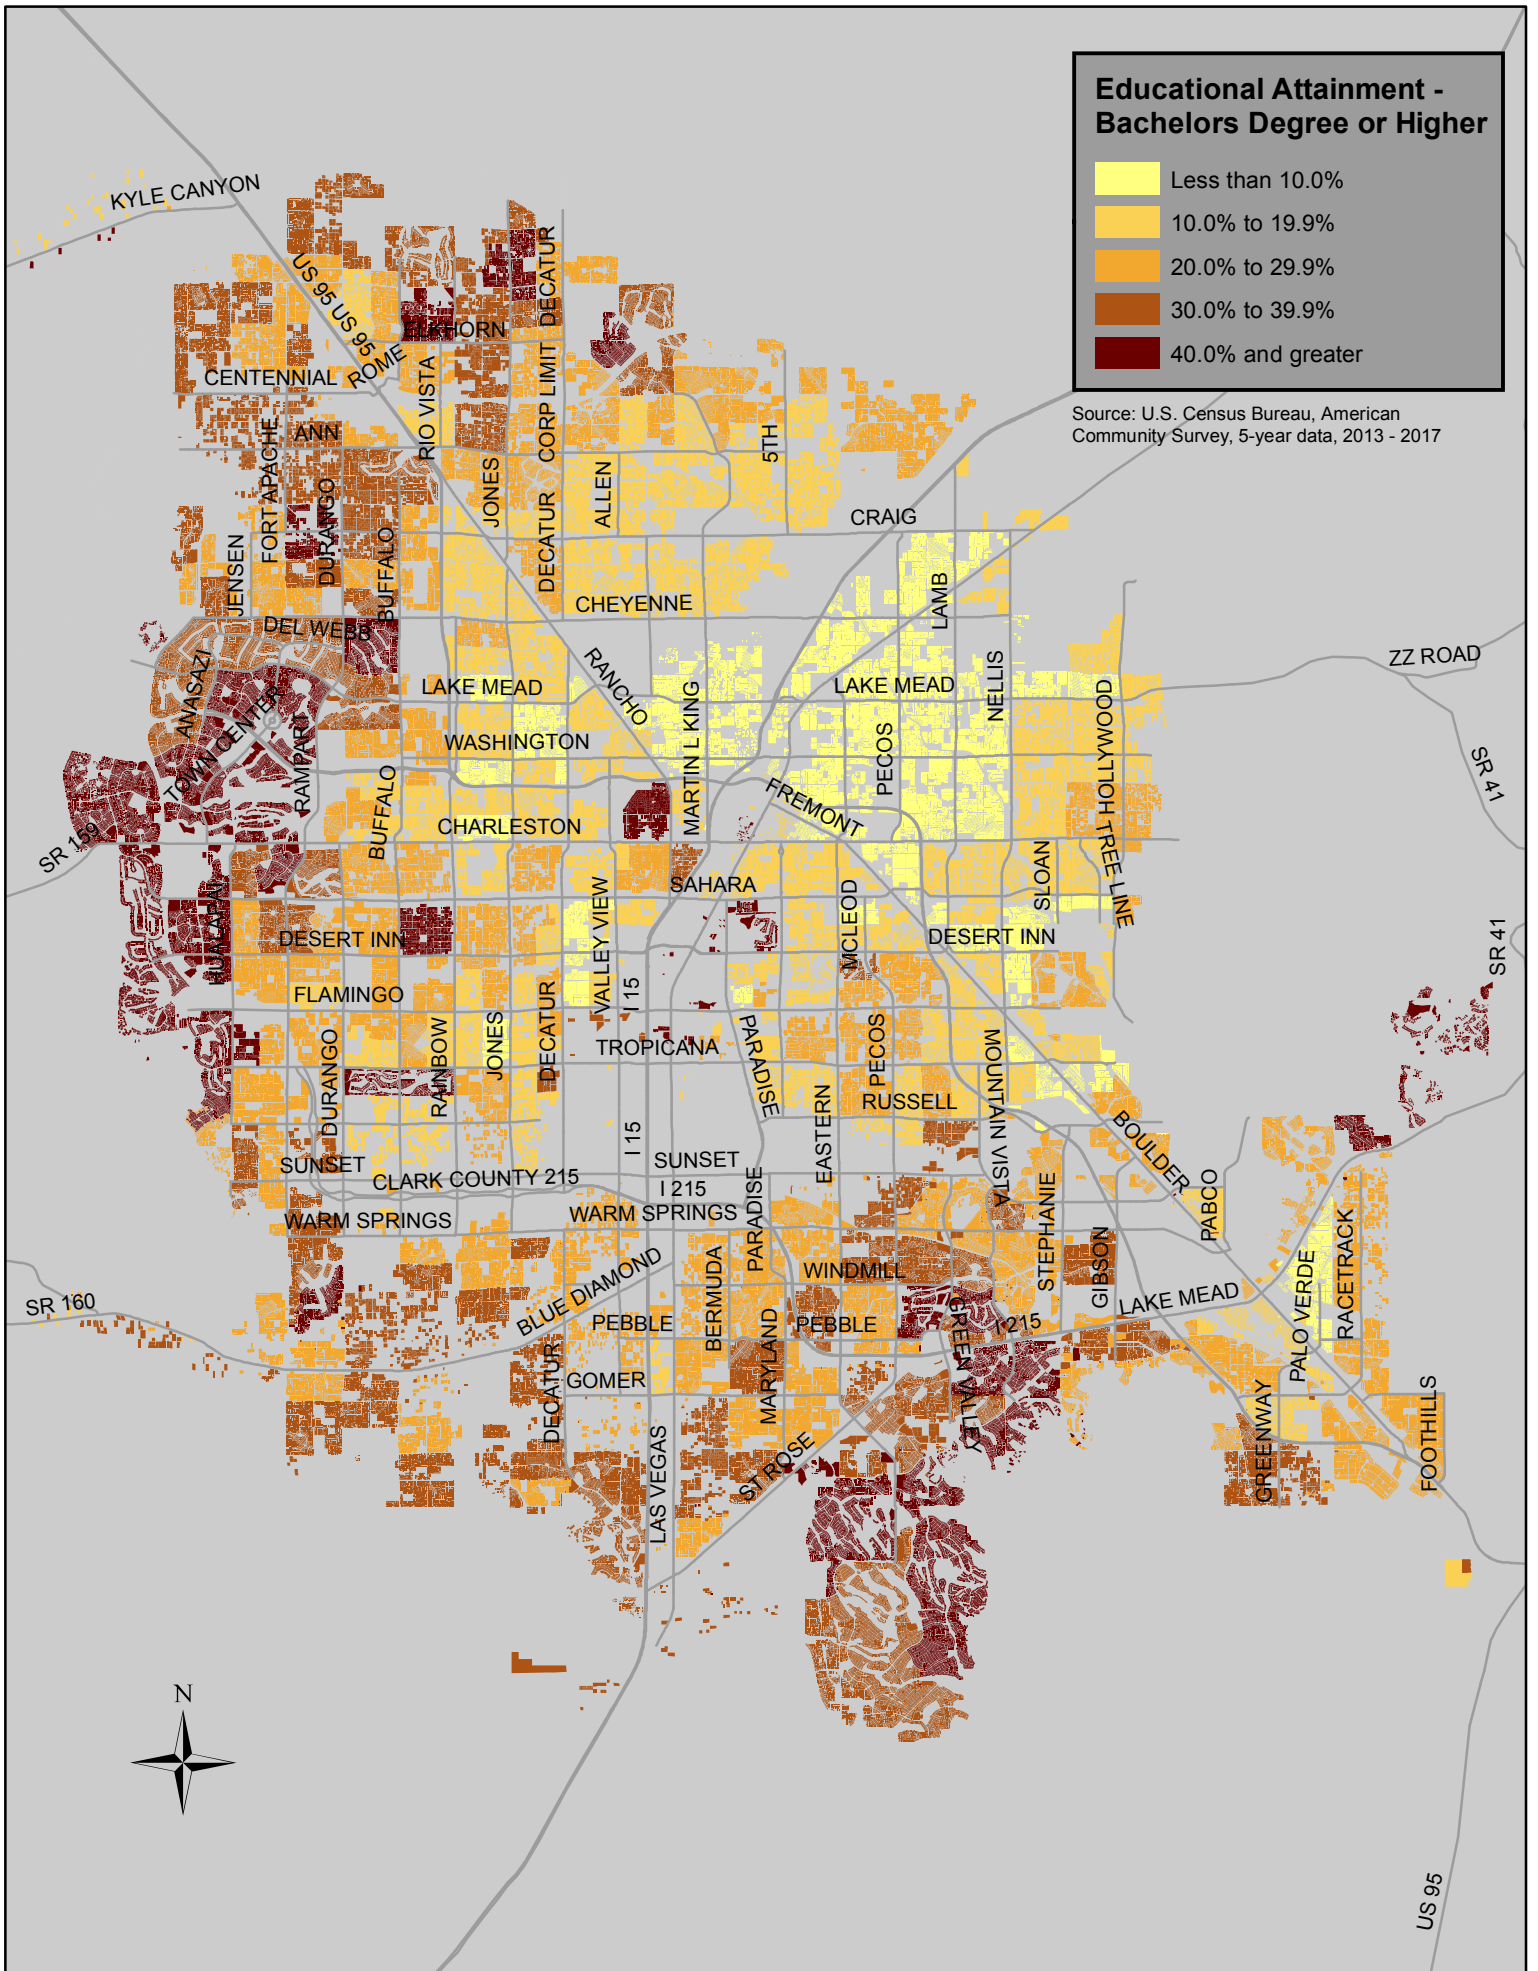 Educational Attainment -
Bachelors Degree or Higher
Less than 10.0%
10.0% to 19.9%
20.0% to 29.9%
30.0% to 39.9%
40.0% and greater
Source: U.S. Census Bureau, American
Community Survey, 5-year data, 2013 - 2017
KYLE CANYON
US 95
US 95
DECATUR
ELKHORN
ROME
CENTENNIAL
RIO VISTA
CORP LIMIT
ANN
FORT APACHE
5TH
JONES
ALLEN
DURANGO
DECATUR
CRAIG
BUFFALO
JENSEN
CHEYENNE
LAMB
DEL WEBB
ANASAZI
RANCHO
NELLIS
ZZ ROAD
LAKE MEAD
LAKE MEAD
MARTIN L KING
HOLLYWOOD
TOWN CENTER
RAMPART
WASHINGTON
PECOS
SR 41
BUFFALO
FREMONT
CHARLESTON
SR 159
TREE LINE
SLOAN
SAHARA
HUALAPAI
VALLEY VIEW
MCLEOD
DESERT INN
DESERT INN
SR 41
FLAMINGO
I 15
DECATUR
DURANGO
RAINBOW
JONES
TROPICANA
PARADISE
PECOS
MOUNTAIN VISTA
RUSSELL
EASTERN
BOULDER
I 15
SUNSET
SUNSET
CLARK COUNTY 215
I 215
PARADISE
STEPHANIE
PABCO
WARM SPRINGS
WARM SPRINGS
GIBSON
RACETRACK
PALO VERDE
BLUE DIAMOND
BERMUDA
WINDMILL
SR 160
LAKE MEAD
PEBBLE
PEBBLE
GREEN VALLEY
I 215
DECATUR
GOMER
MARYLAND
GREENWAY
FOOTHILLS
LAS VEGAS
ST ROSE
N
US 95